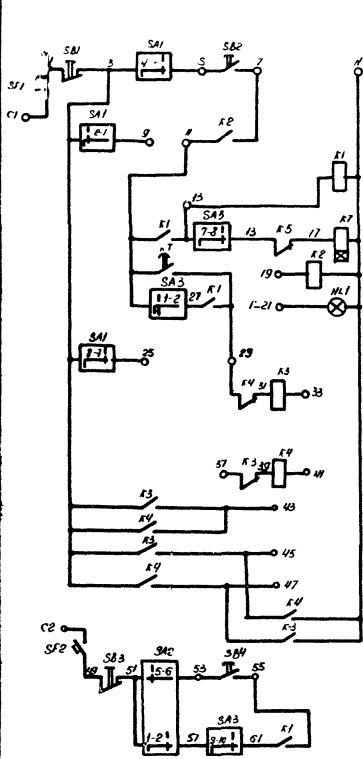 SB1 3 SA1 5 SB2 7 N
SF1
C1
SA1 9 11 K2
13 K1
K1 SA3 7-8 13 K5 17 K7
KT
K2
19
SA3 1-2 27 K1 1-21 HL1
SA1 25
29
K4 31 K3 33
37 K3 39 K4 41
K3 43
K4
K3 45
K4 47
K4
K3
C2
SF2
49 SB3 51 SA2 5-6 53 SB4 55
1-2 57 SA3 9-10 61 K1